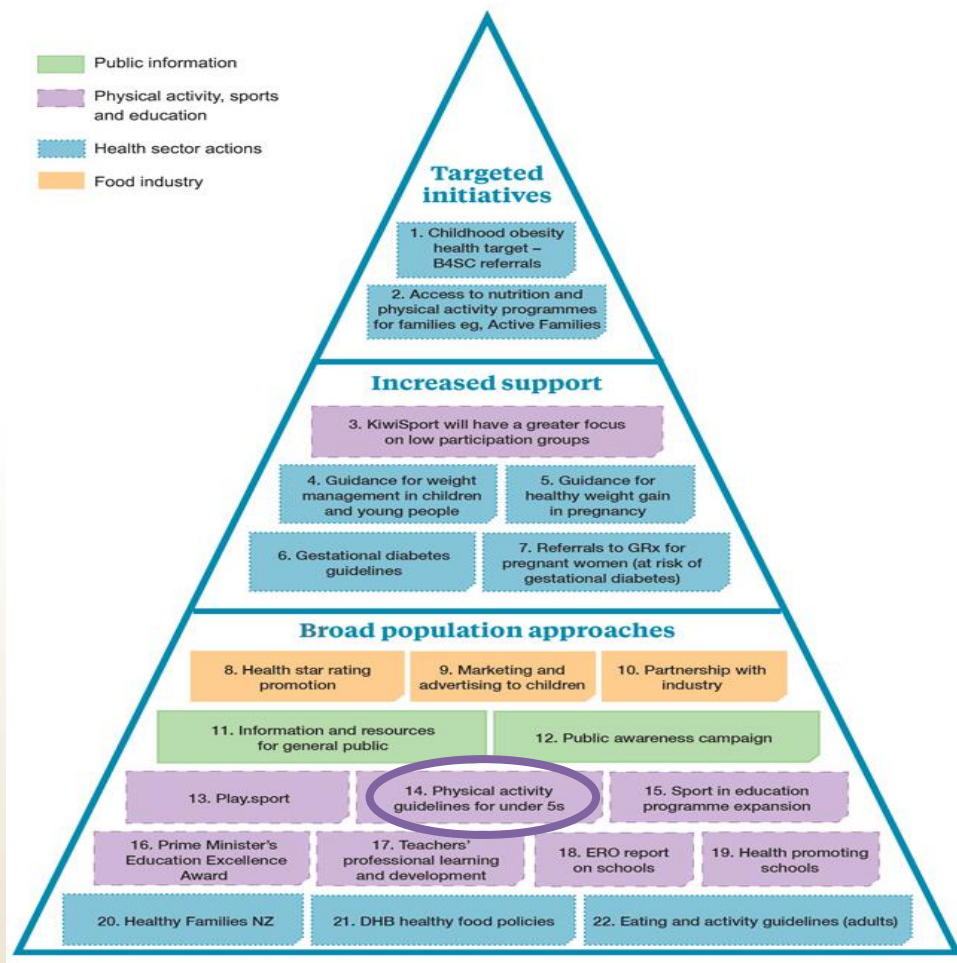 Public information
Physical activity, sports
and education
Health sector actions
Food industry
Targeted
initiatives
1. Childhood obesity
health target –
B4SC referrals
2. Access to nutrition and
physical activity programmes
for families eg, Active Families
Increased support
3. KiwiSport will have a greater focus
on low participation groups
4. Guidance for weight
management in children
and young people
5. Guidance for
healthy weight gain
in pregnancy
6. Gestational diabetes
guidelines
7. Referrals to GRx for
pregnant women (at risk of
gestational diabetes)
Broad population approaches
8. Health star rating
promotion
9. Marketing and
advertising to children
10. Partnership with
industry
11. Information and resources
for general public
12. Public awareness campaign
13. Play.sport
14. Physical activity
guidelines for under 5s
15. Sport in education
programme expansion
16. Prime Minister's
Education Excellence
Award
17. Teachers'
professional learning
and development
18. ERO report
on schools
19. Health promoting
schools
20. Healthy Families NZ
21. DHB healthy food policies
22. Eating and activity guidelines (adults)